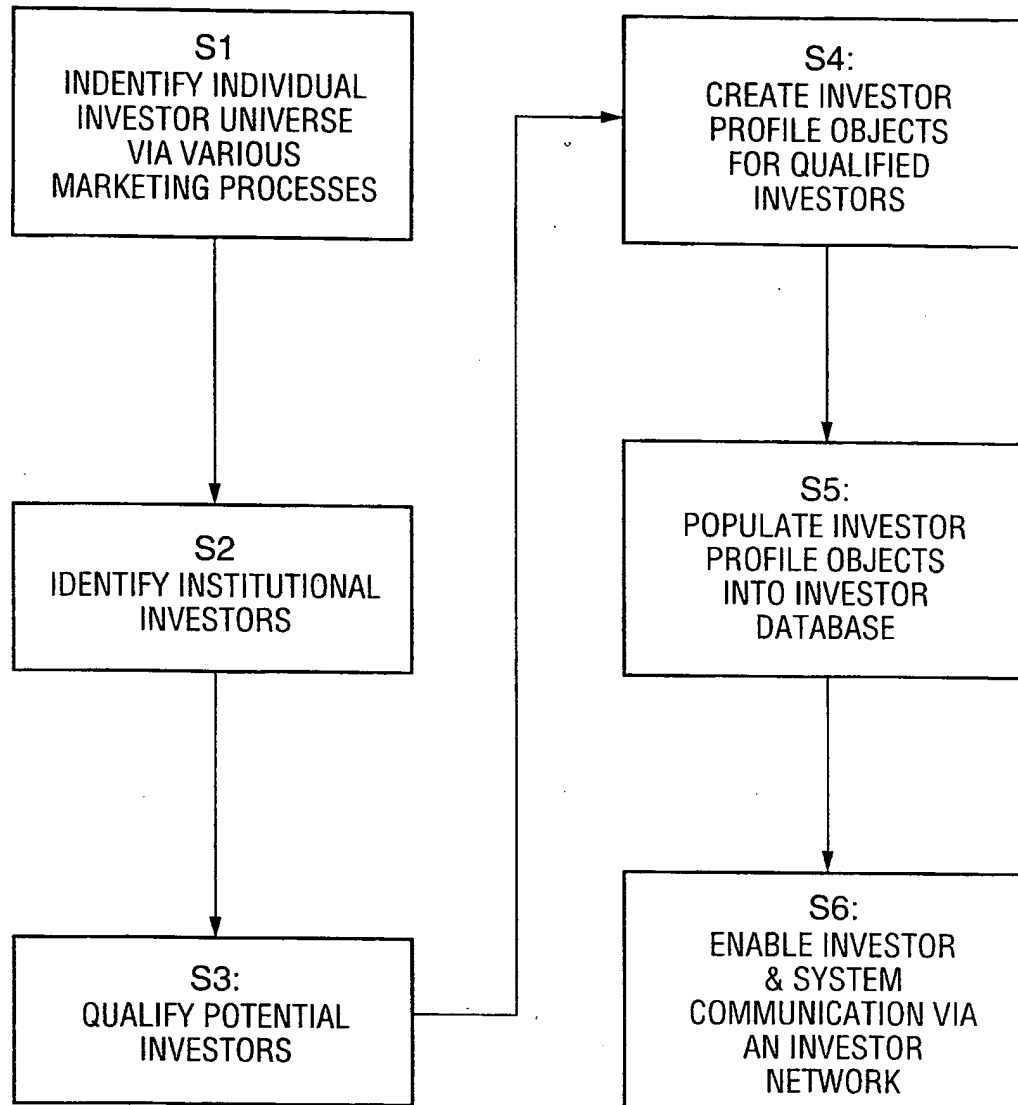 S1
INDENTIFY INDIVIDUAL
INVESTOR UNIVERSE
VIA VARIOUS
MARKETING PROCESSES
S2
IDENTIFY INSTITUTIONAL
INVESTORS
S3:
QUALIFY POTENTIAL
INVESTORS
S4:
CREATE INVESTOR
PROFILE OBJECTS
FOR QUALIFIED
INVESTORS
S5:
POPULATE INVESTOR
PROFILE OBJECTS
INTO INVESTOR
DATABASE
S6:
ENABLE INVESTOR
& SYSTEM
COMMUNICATION VIA
AN INVESTOR
NETWORK